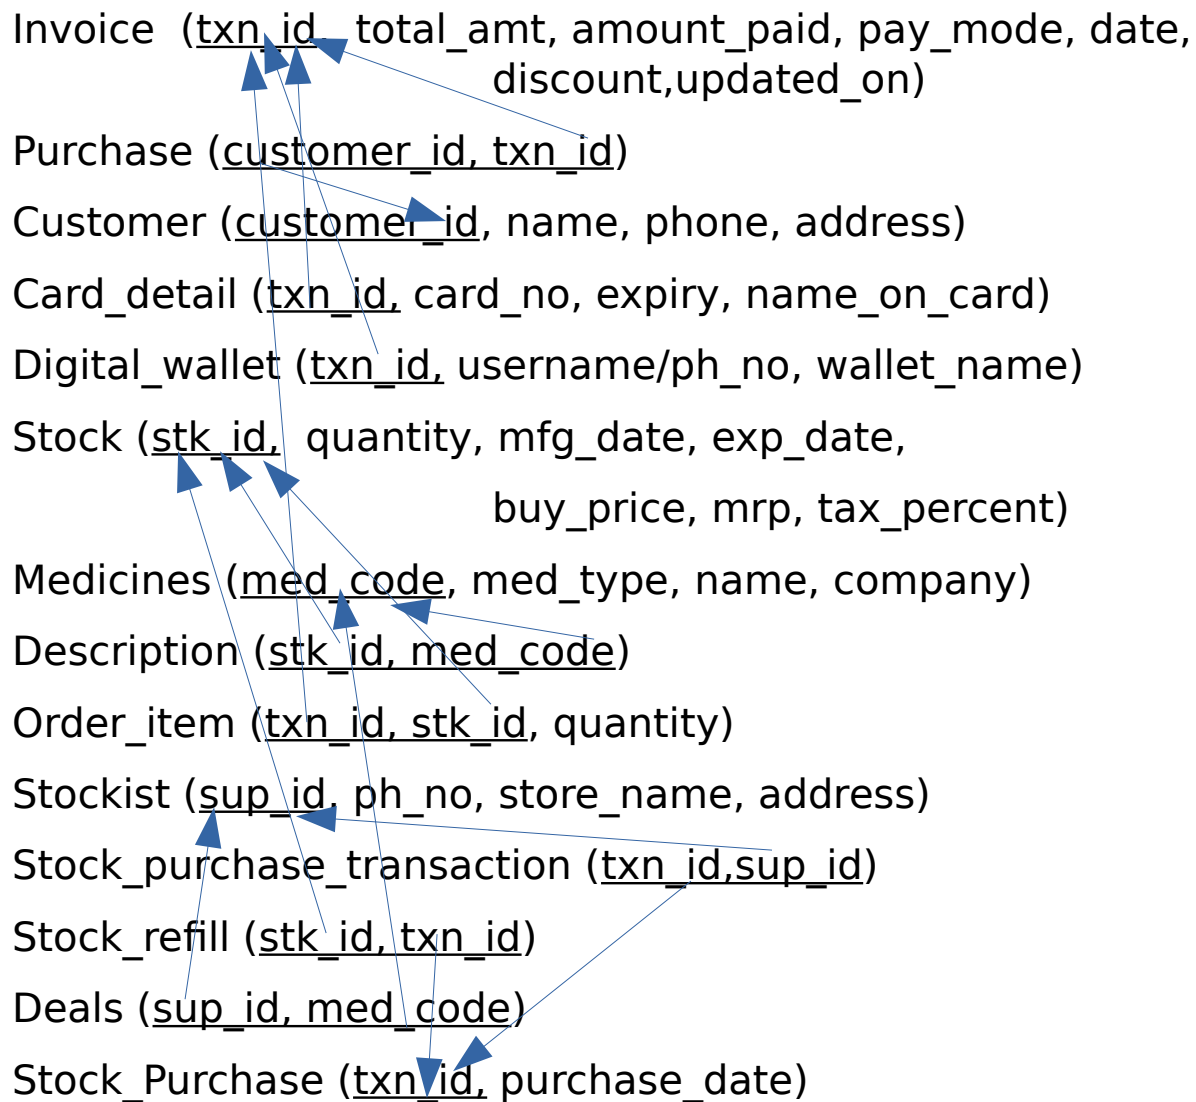 Invoice (txn_id, total_amt, amount_paid, pay_mode, date,
discount,updated_on)
Purchase (customer_id, txn_id)
Customer (customer_id, name, phone, address)
Card_detail (txn_id, card_no, expiry, name_on_card)
Digital_wallet (txn_id, username/ph_no, wallet_name)
Stock (stk_id, quantity, mfg_date, exp_date,
buy_price, mrp, tax_percent)
Medicines (med_code, med_type, name, company)
Description (stk_id, med_code)
Order_item (txn_id, stk_id, quantity)
Stockist (sup_id, ph_no, store_name, address)
Stock_purchase_transaction (txn_id,sup_id)
Stock_refill (stk_id, txn_id)
Deals (sup_id, med_code)
Stock_Purchase (txn_id, purchase_date)